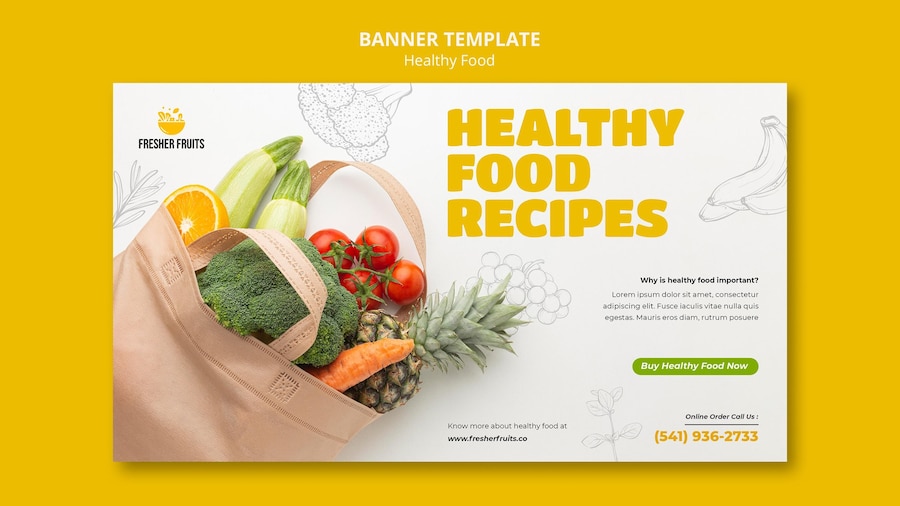 BANNER TEMPLATE
Healthy Food
FRESHER FRUITS
HEALTHY
FOOD
RECIPES
Why is healthy food important?
Lorem ipsum dolor sit amet, consectetur
adipiscing elit. Fusce iaculis vitae nulla quis
egestas. Mauris eros diam, rutrum posuere
Buy Healthy Food Now
Online Order Call Us :
(541) 936-2733
Know more about healthy food at
www.fresherfruits.co